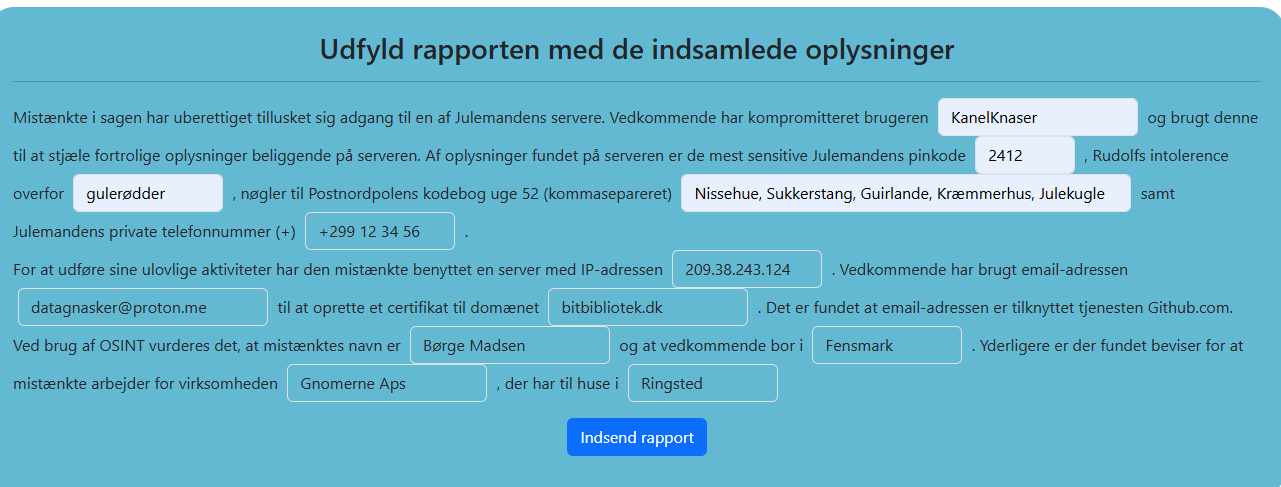 Udfyld rapporten med de indsamlede oplysninger
Mistænkte i sagen har uberettiget tillusket sig adgang til en af Julemandens servere. Vedkommende har kompromitteret brugeren KanelKnaser og brugt denne
til at stjæle fortrolige oplysninger beliggende på serveren. Af oplysninger fundet på serveren er de mest sensitive Julemandens pinkode 2412 , Rudolfs intolerence
overfor gulerødder , nøgler til Postnordpolens kodebog uge 52 (kommasepareret) Nissehue, Sukkerstang, Guirlande, Kræmmerhus, Julekugle samt
Julemandens private telefonnummer (+) +299 12 34 56 .
For at udføre sine ulovlige aktiviteter har den mistænkte benyttet en server med IP-adressen 209.38.243.124 . Vedkommende har brugt email-adressen
datagnasker@proton.me til at oprette et certifikat til domænet bitbibliotek.dk . Det er fundet at email-adressen er tilknyttet tjenesten Github.com.
Ved brug af OSINT vurderes det, at mistænktes navn er Børge Madsen og at vedkommende bor i Fensmark . Yderligere er der fundet beviser for at
mistænkte arbejder for virksomheden Gnomerne Aps , der har til huse i Ringsted
Indsend rapport